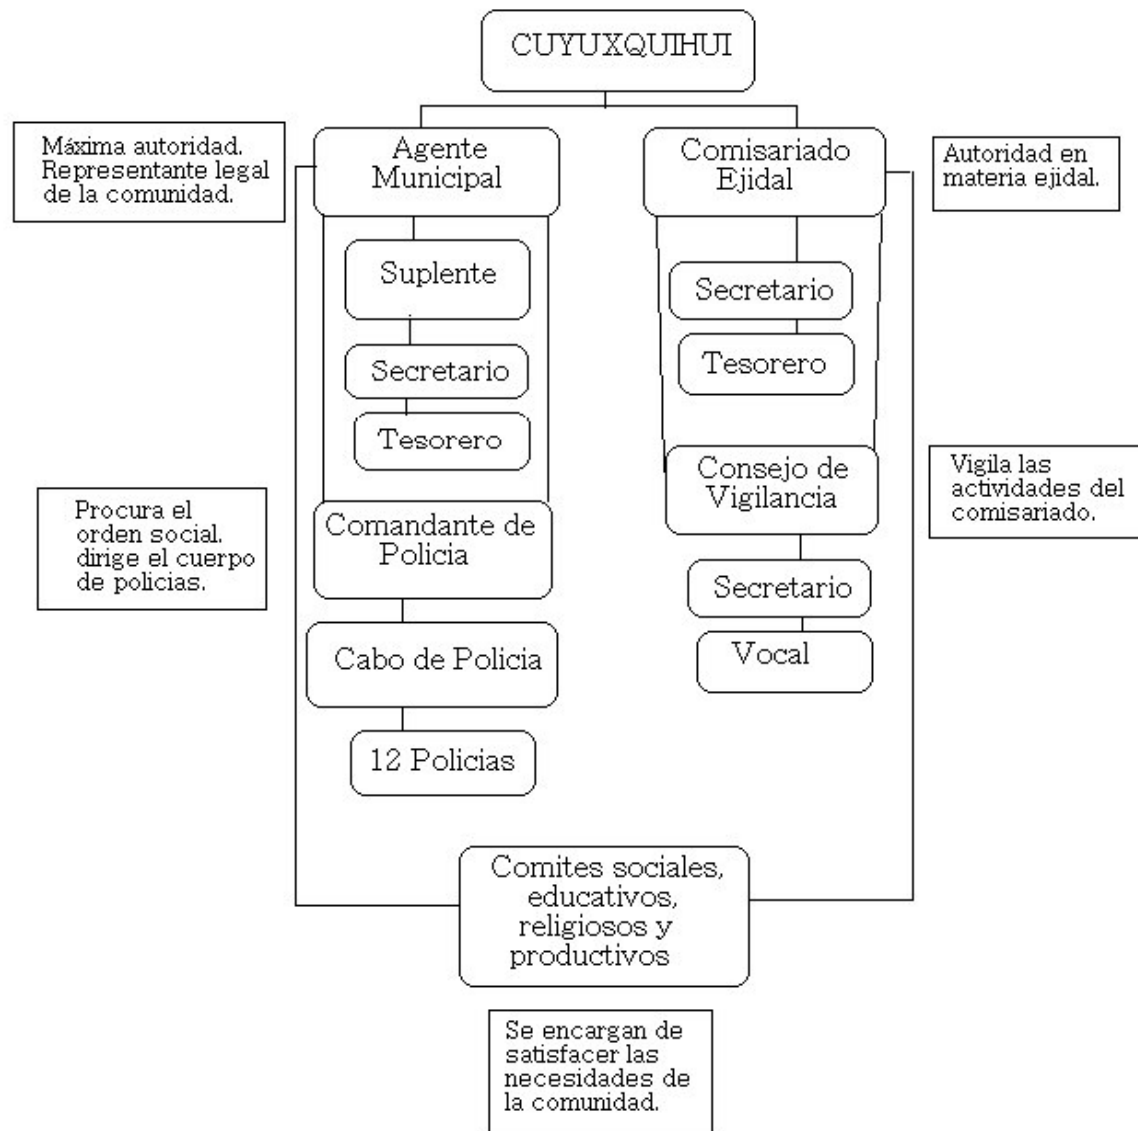 CUYUXQUIHUI
Máxima autoridad.
Representante legal
de la comunidad.
Agente
Municipal
Comisariado
Ejidal
Autoridad en
materia ejidal.
Suplente
Secretario
Tesorero
Secretario
Tesorero
Procura el
orden social.
dirige el cuerpo
de policias.
Comandante de
Policia
Consejo de
Vigilancia
Vigila las
actividades del
comisariado.
Cabo de Policia
12 Policias
Secretario
Vocal
Comites sociales,
educativos,
religiosos y
productivos
Se encargan de
satisfacer las
necesidades de
la comunidad.